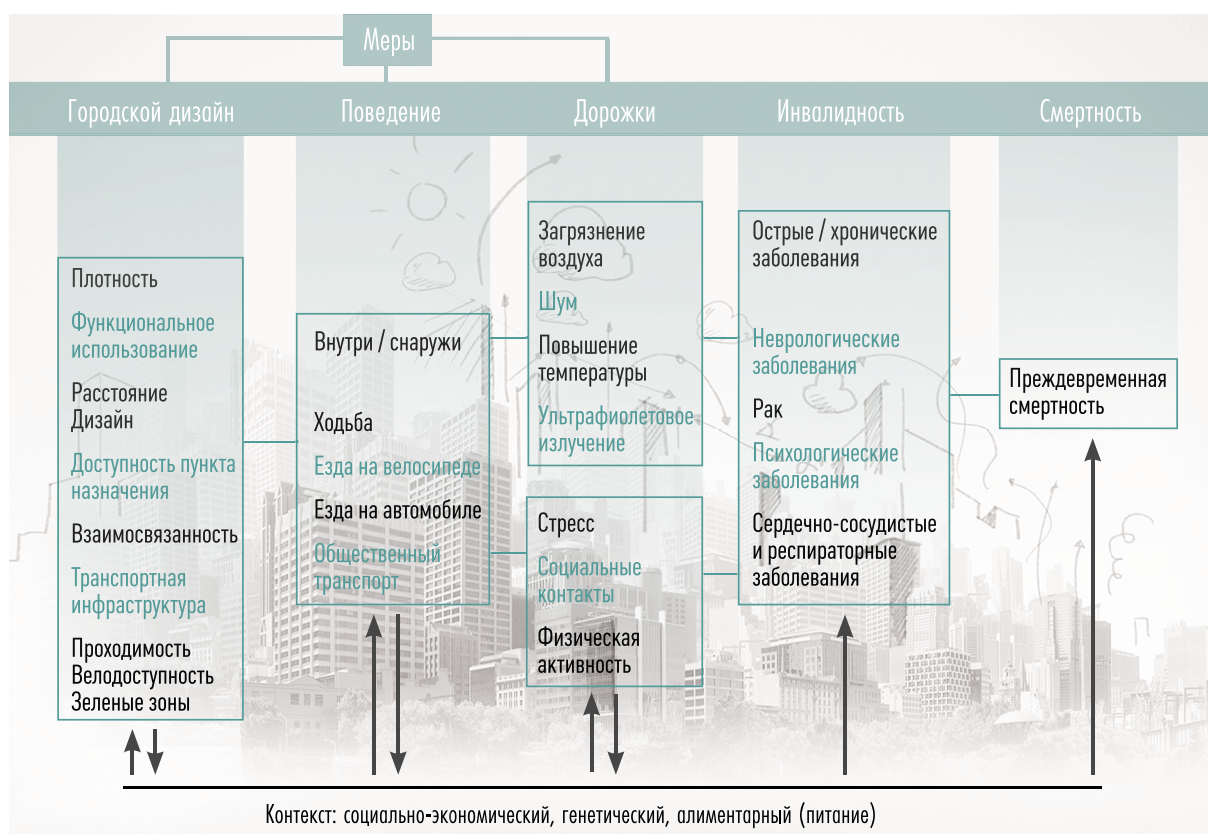 Меры
Городской дизайн
Поведение
Дорожки
Инвалидность
Смертность
Плотность
Функциональное
использование
Расстояние
Дизайн
Доступность пункта
назначения
Взаимосвязанность
Транспортная
инфраструктура
Проходимость
Велодоступность
Зеленые зоны
Внутри / снаружи
Ходьба
Езда на велосипеде
Езда на автомобиле
Общественный
транспорт
Загрязнение
воздуха
Шум
Повышение
температуры
Ультрафиолетовое
излучение
Стресс
Социальные
контакты
Физическая
активность
Острые / хронические
заболевания
Неврологические
заболевания
Рак
Психологические
заболевания
Сердечно-сосудистые
и респираторные
заболевания
Преждевременная
смертность
Контекст: социально-экономический, генетический, алиментарный (питание)